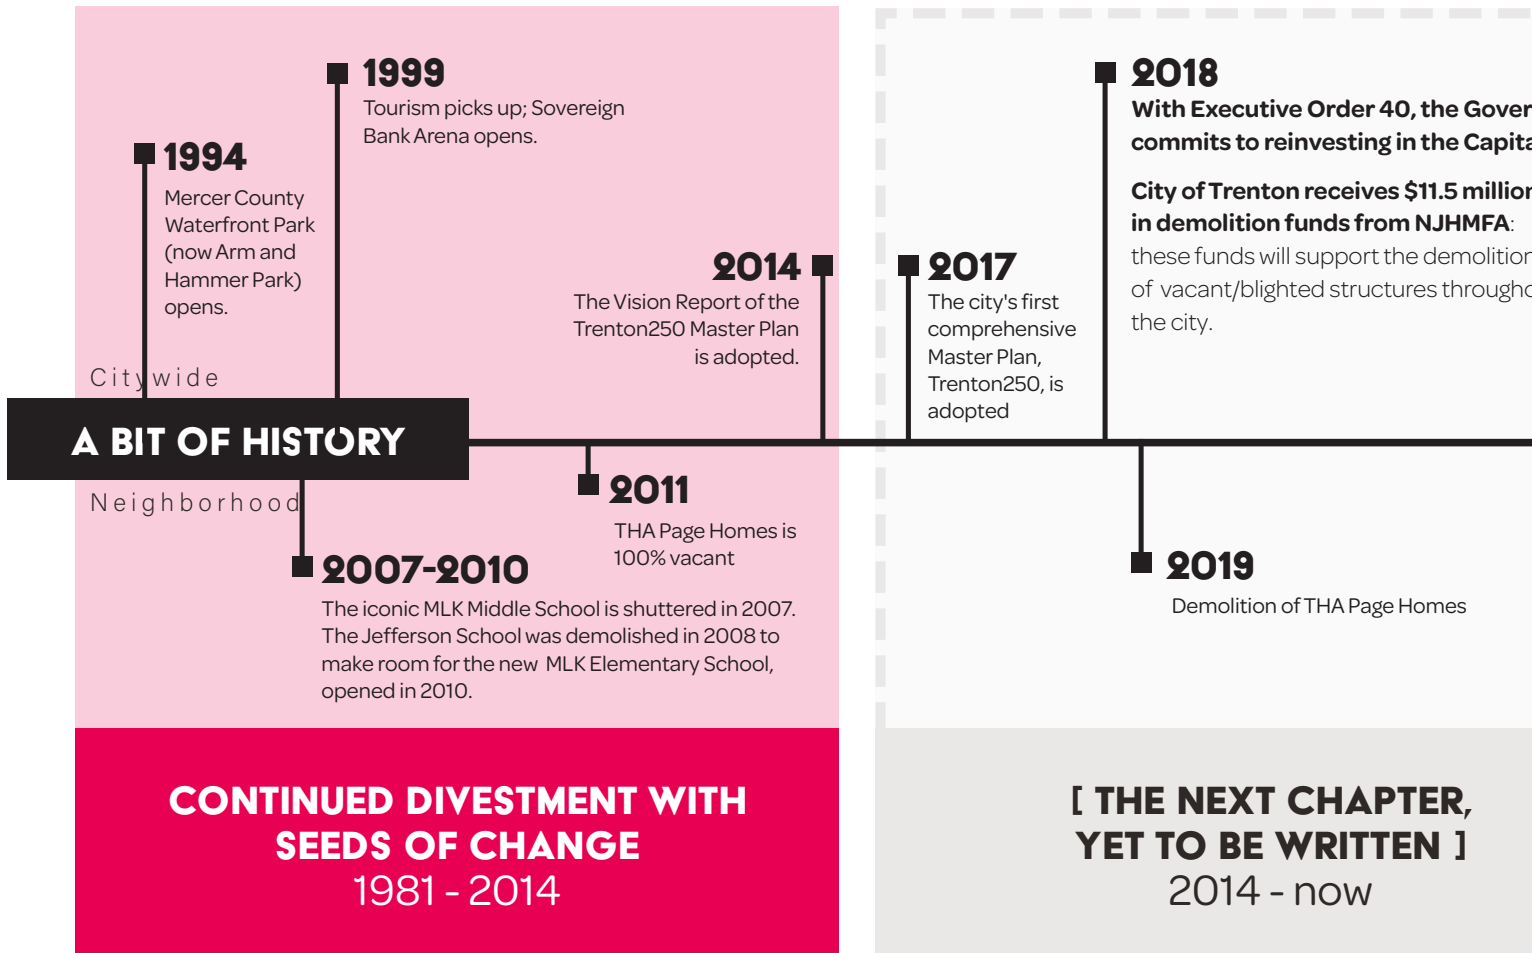 1999
Tourism picks up; Sovereign
Bank Arena opens.
1994
Mercer County
Waterfront Park
(now Arm and
Hammer Park)
opens.
2014
The Vision Report of the
Trenton250 Master Plan
is adopted.
Citywide
A BIT OF HISTORY
Neighborhood
2011
THA Page Homes is
100% vacant
2007-2010
The iconic MLK Middle School is shuttered in 2007.
The Jefferson School was demolished in 2008 to
make room for the new MLK Elementary School,
opened in 2010.
CONTINUED DIVESTMENT WITH
SEEDS OF CHANGE
1981 - 2014
2018
With Executive Order 40, the
commits to reinvesting in the
City of Trenton receives $11.5 million
in demolition funds from NJHMFA:
these funds will support the demolition
of vacant/blighted structures
the city.
2017
The city's first
comprehensive
Master Plan,
Trenton250, is
adopted
2019
Demolition of THA Page Homes
[ THE NEXT CHAPTER,
YET TO BE WRITTEN ]
2014 - now